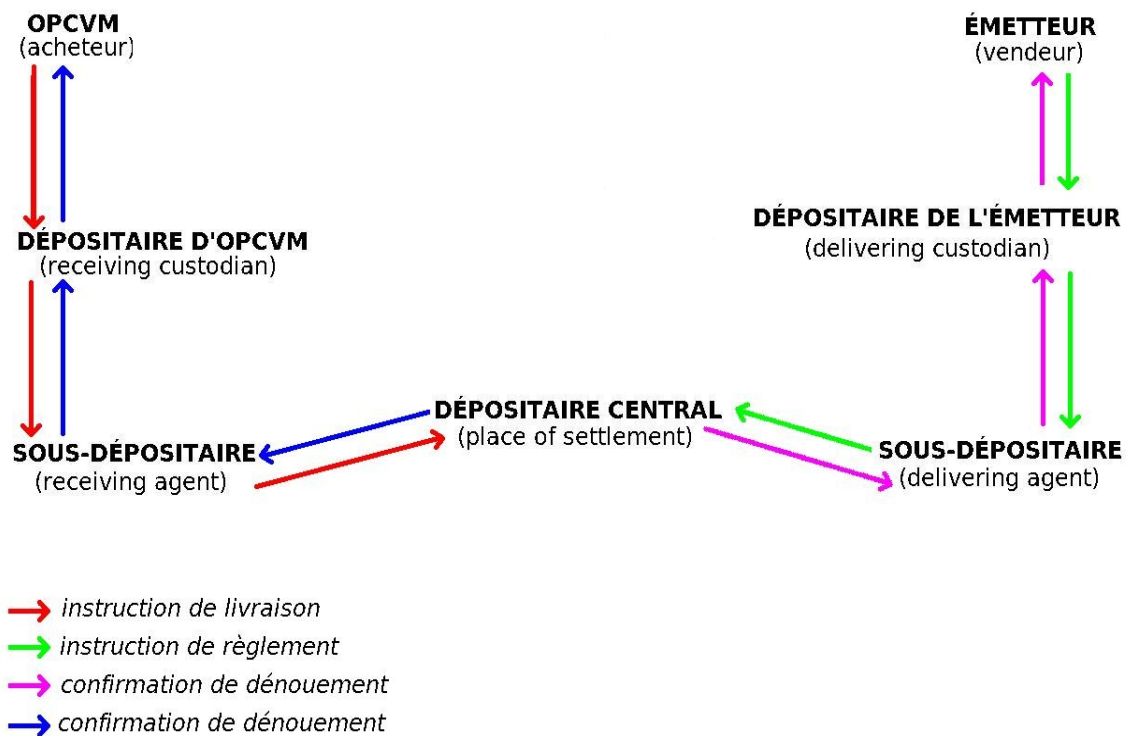 OPCVM
(acheteur)
ÉMETTEUR
(vendeur)
DÉPOSITAIRE D'OPCVM
(receiving custodian)
DÉPOSITAIRE DE L'ÉMETTEUR
(delivering custodian)
SOUS-DÉPOSITAIRE
(receiving agent)
DÉPOSITAIRE CENTRAL
(place of settlement)
SOUS-DÉPOSITAIRE
(delivering agent)
instruction de livraison
instruction de règlement
confirmation de dénouement
confirmation de dénouement